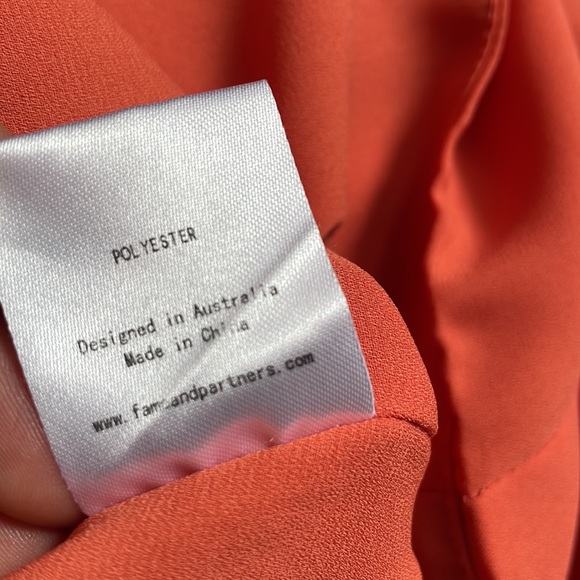 POLYESTER
Designed in Australia
Made in China
www.fameandpartners.com